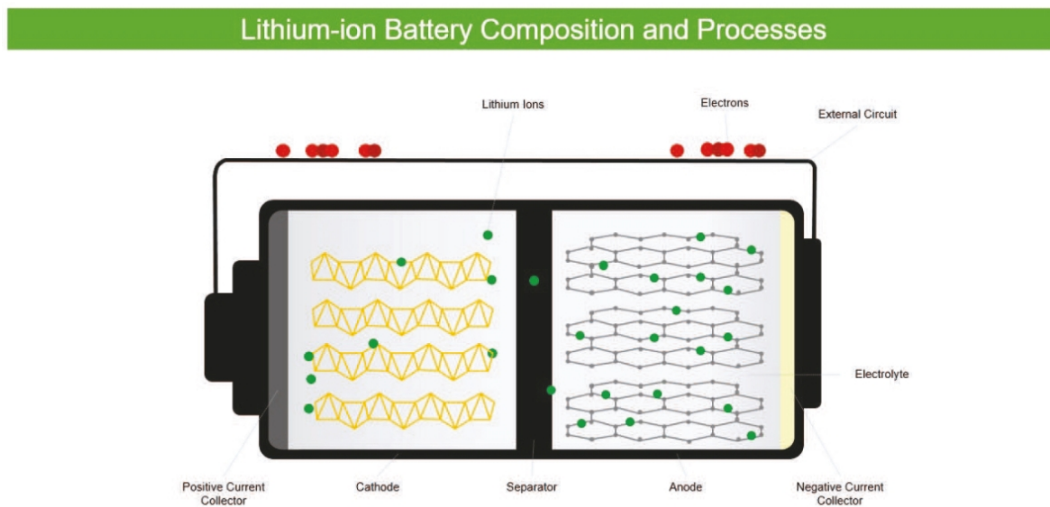 Lithium-ion Battery Composition and Processes
Lithium Ions
Electrons
External Circuit
Electrolyte
Positive Current
Collector
Cathode
Separator
Anode
Negative Current
Collector